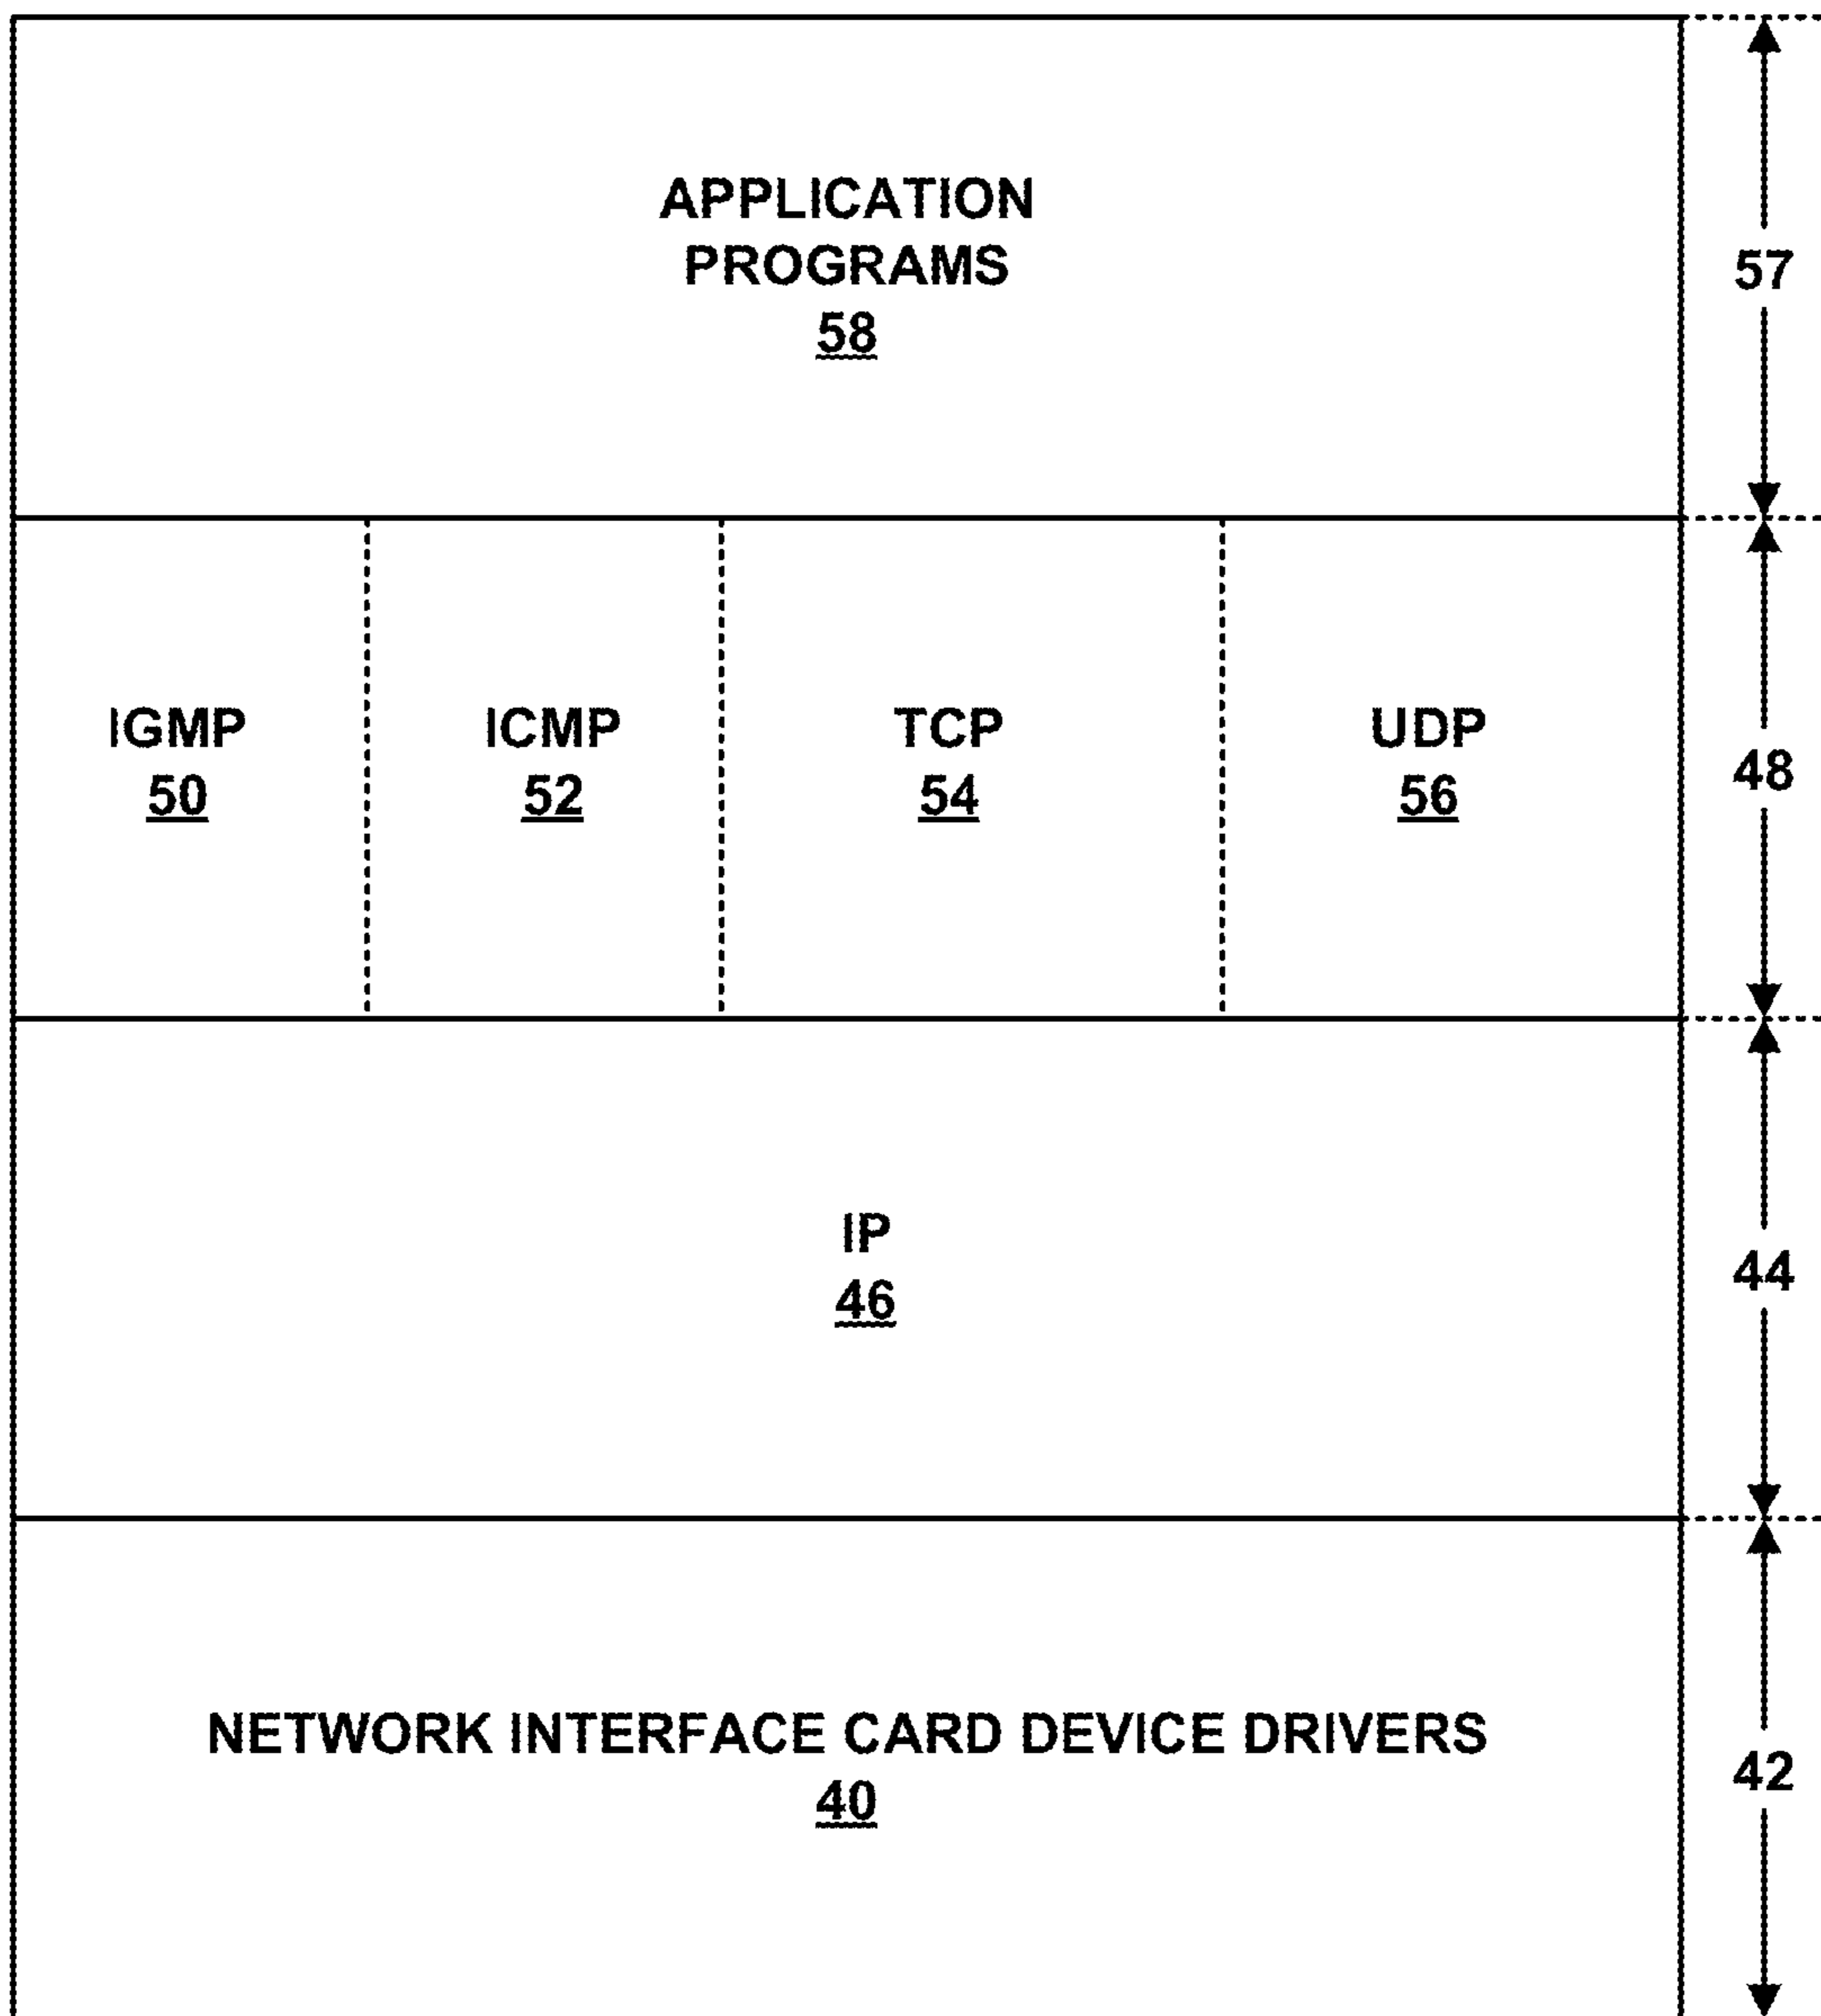 APPLICATION
PROGRAMS
58
57
IGMP
50
ICMP
52
TCP
54
UDP
56
48
IP
46
44
NETWORK INTERFACE CARD DEVICE DRIVERS
40
42